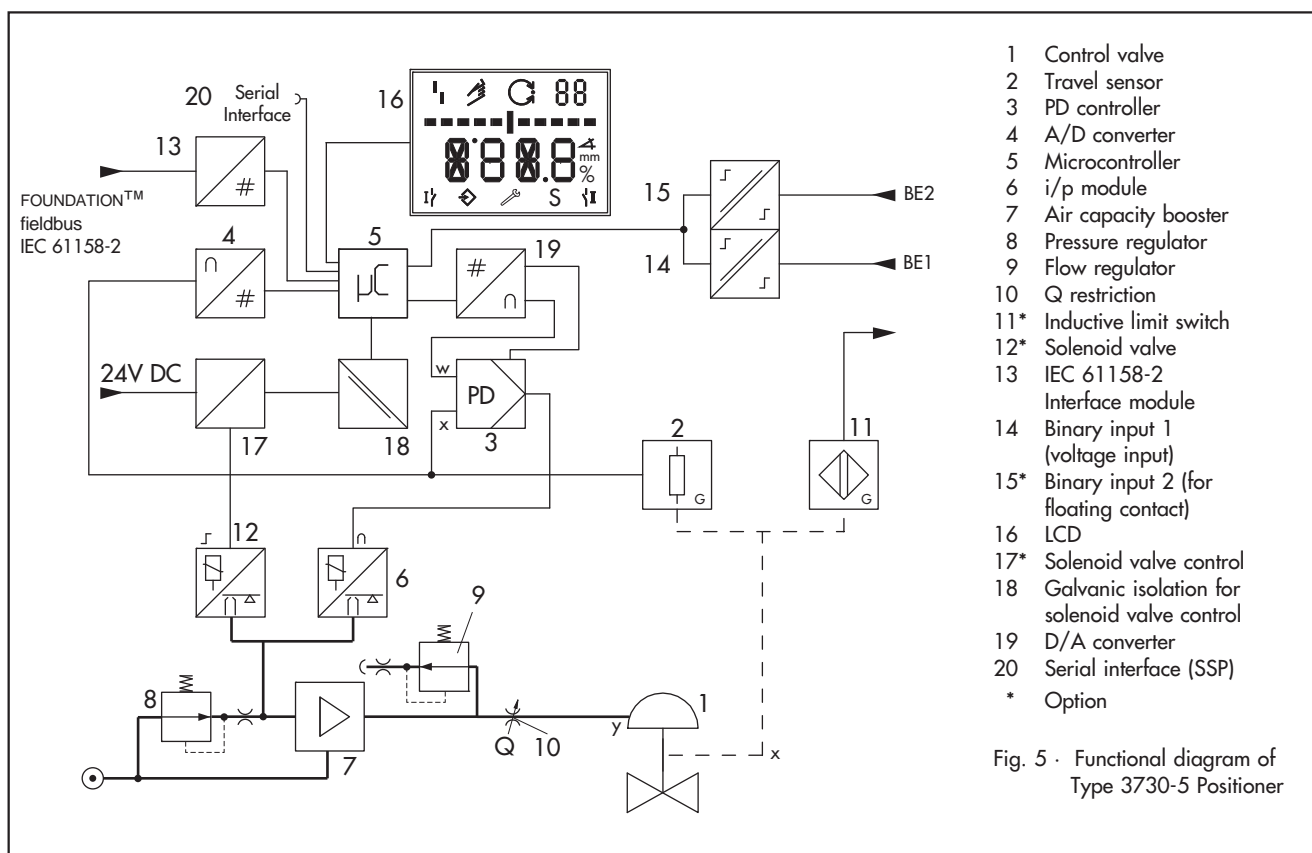 20 Serial
Interface
16
88
8.8 8.8
mm
%
S
13
#
FOUNDATION™
fieldbus
IEC 61158-2
4
#
5
µC
19
#
15
BE2
14
BE1
24V DC
17
18
w
PD
x
3
2
G
11
G
12
6
9
8
7
Q
10
y
1
x
1 Control valve
2 Travel sensor
3 PD controller
4 A/D converter
5 Microcontroller
6 i/p module
7 Air capacity booster
8 Pressure regulator
9 Flow regulator
10 Q restriction
11* Inductive limit switch
12* Solenoid valve
13 IEC 61158-2
Interface module
14 Binary input 1
(voltage input)
15* Binary input 2 (for
floating contact)
16 LCD
17* Solenoid valve control
18 Galvanic isolation for
solenoid valve control
19 D/A converter
20 Serial interface (SSP)
* Option
Fig. 5 · Functional diagram of
Type 3730-5 Positioner